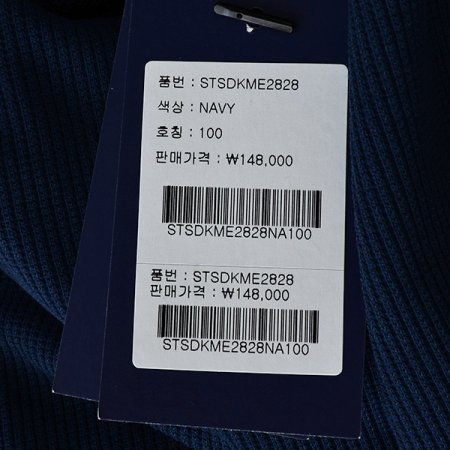 품번 : STSDKME2828
색상 : NAVY
호칭 : 100
판매가격 : ₩148,000
STSDKME2828NA100
품번 : STSDKME2828
판매가격 : ₩148,000
STSDKME2828NA100